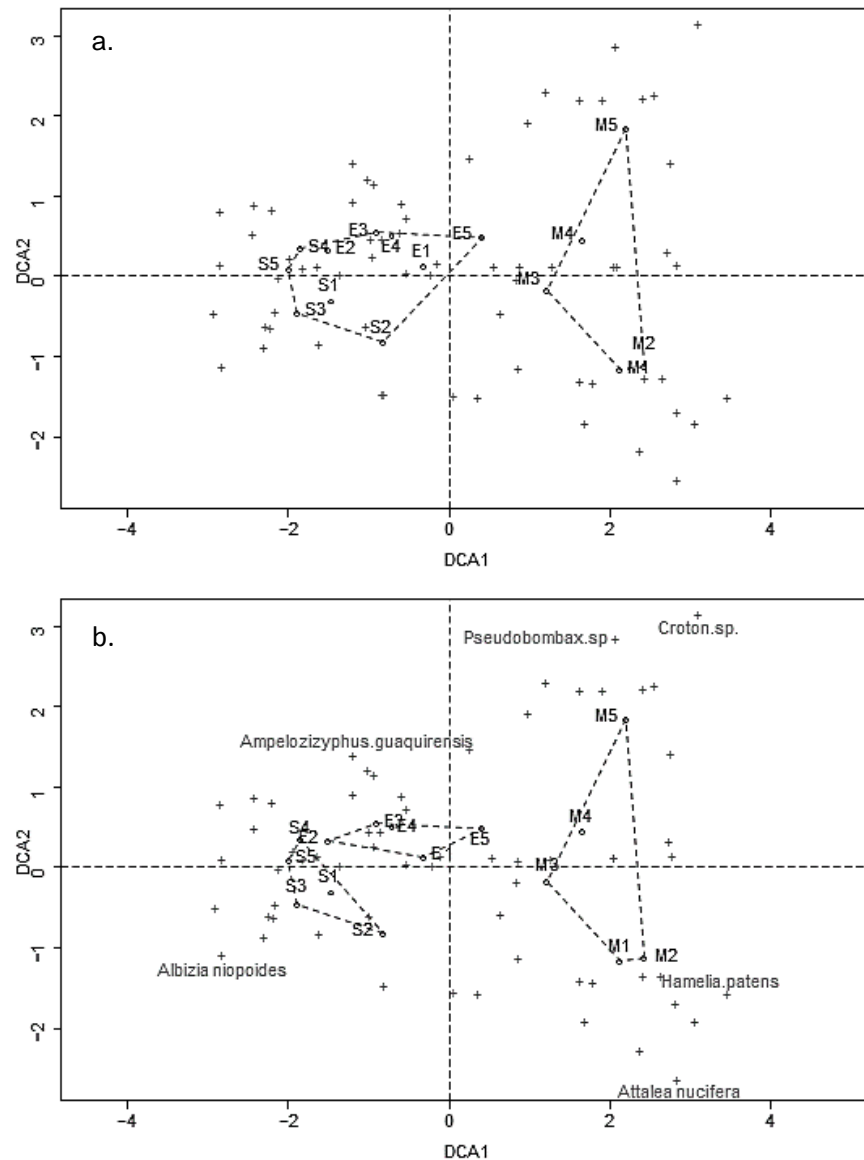 a.
3
2
1
0
−1
−2
DCA2
M5
M4
E3
E5
S4
E2
E4
E1
S5
M3
S1
S3
S2
M2
M1
−4
−2
0
2
4
DCA1
b.
3
2
1
0
−1
−2
DCA2
Croton.sp.
Pseudobombax.sp
Ampelozizyphus.guaquirensis
M5
S4
E3
E4
M4
E2
E5
S5
E1
M3
S1
S3
S2
M1
M2
Albizia niopoides
Hamelia.patens
Attalea nucifera
−4
−2
0
2
4
DCA1